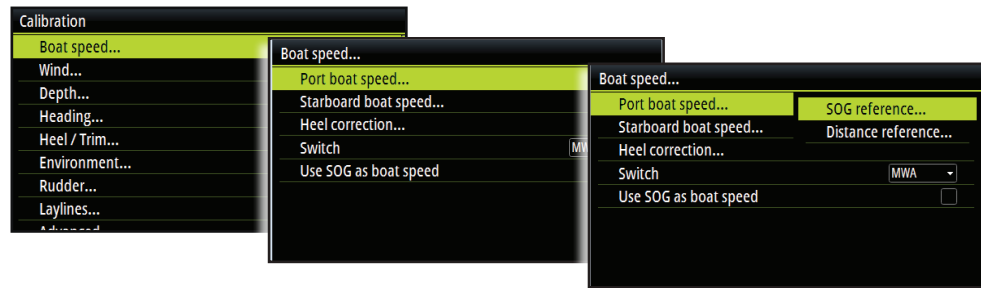 Calibration
Boat speed...
Wind...
Depth...
Heading...
Heel / Trim...
Environment...
Rudder...
Laylines...
Boat speed...
Port boat speed...
Starboard boat speed...
Heel correction...
Switch
Use SOG as boat speed
Boat speed...
Port boat speed...
SOG reference...
Starboard boat speed...
Distance reference...
Heel correction...
Switch MWA
Use SOG as boat speed